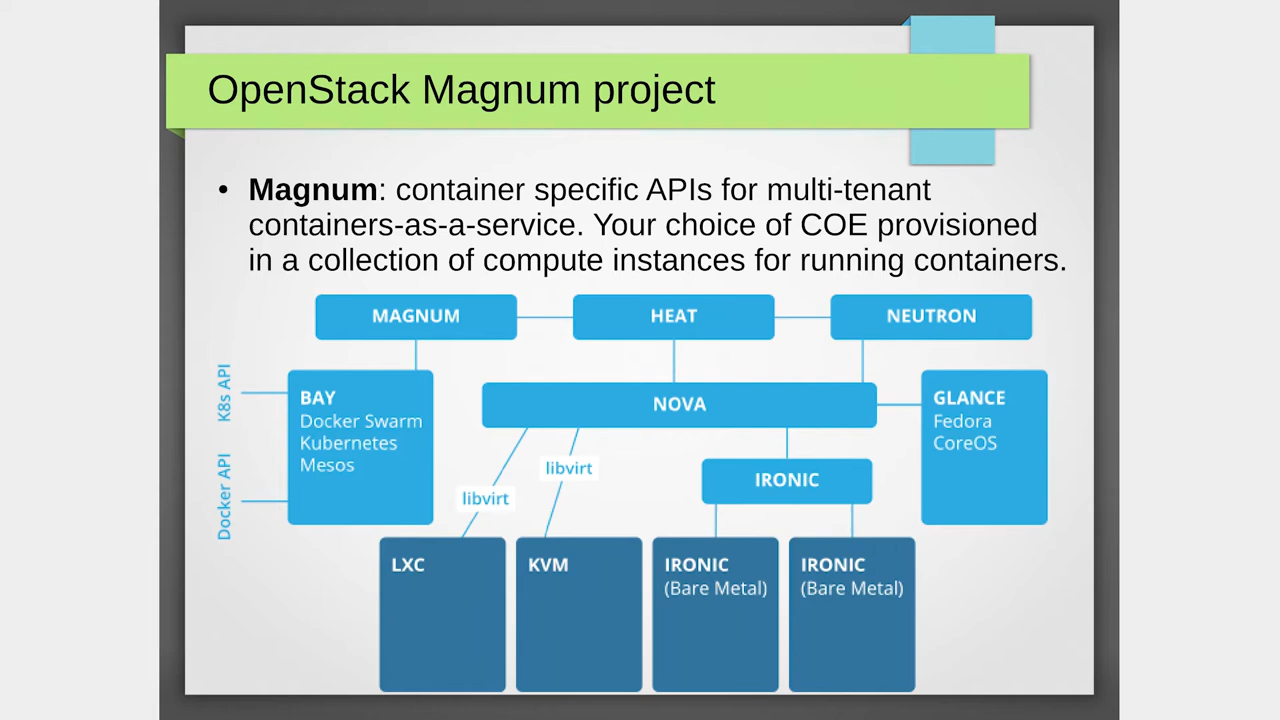 OpenStack Magnum project
• Magnum: container specific APIs for multi-tenant
containers-as-a-service. Your choice of COE provisioned
in a collection of compute instances for running containers.
MAGNUM
HEAT
NEUTRON
K8s API
Docker API
BAY
Docker Swarm
Kubernetes
Mesos
NOVA
GLANCE
Fedora
CoreOS
libvirt
libvirt
IRONIC
LXC
KVM
IRONIC
(Bare Metal)
IRONIC
(Bare Metal)